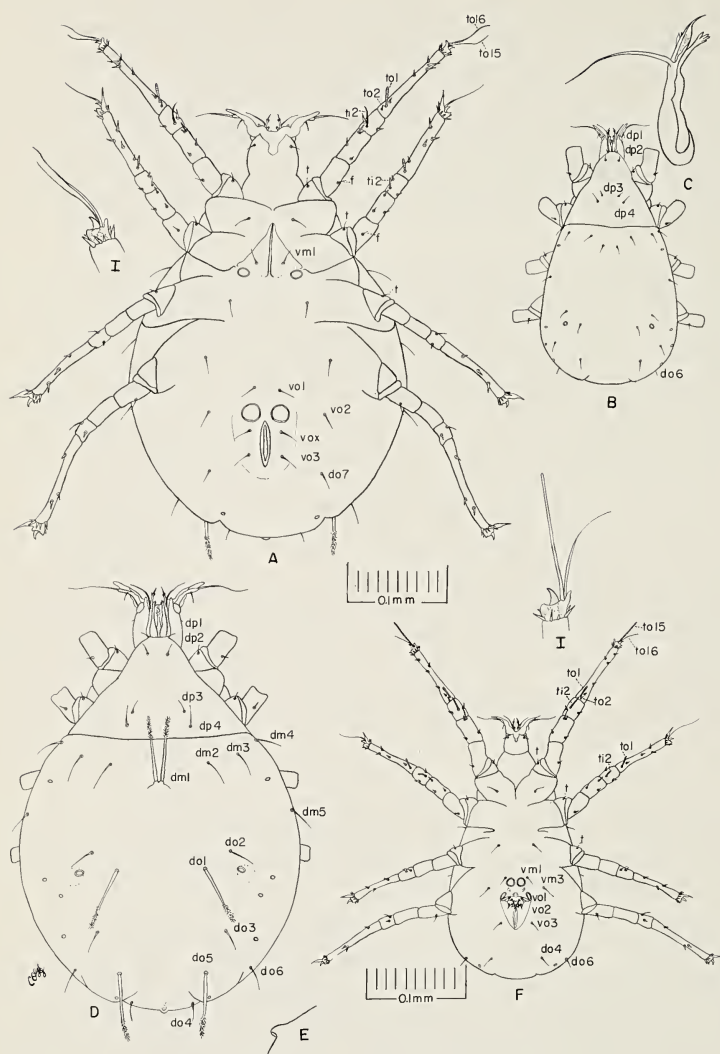 to16
to15
to1
to2
ti2
C
dp1
dp2
t
f
ti2
dp3
I
t
f
dp4
vm1
t
do6
vo1
B
vo2
vox
vo3
do7
A
0.1mm
I
dp1
dp2
to15
to16
to1
dp3
ti2
to2
dp4
dm4
to1
dm2
dm3
t
ti2
dm1
t
dm5
t
do2
vm1
do1
vm3
vo1
vo2
do3
vo3
do5
do4
do6
do6
D
do4
F
0.1mm
E